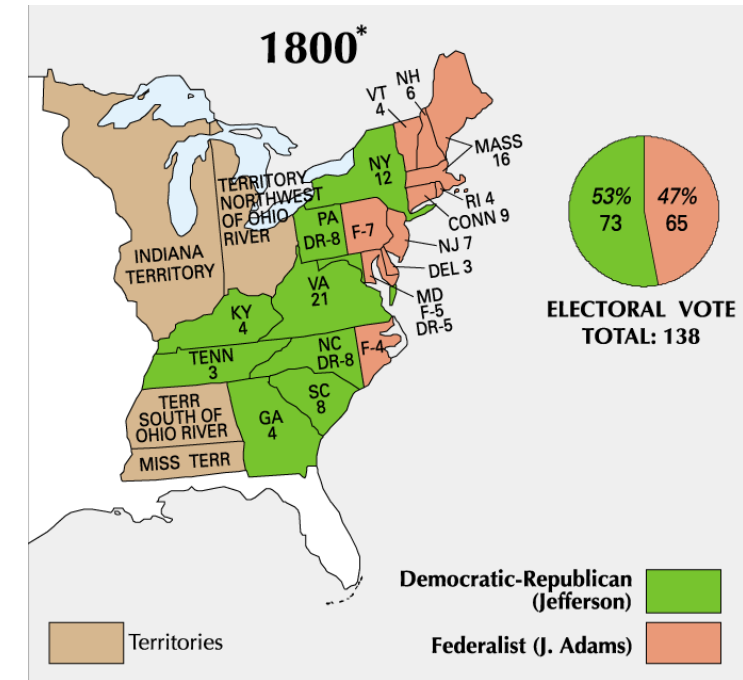 1800*
NH
6
VT
4
MASS
16
NY
12
RI 4
CONN 9
NJ 7
DEL 3
MD
F-5
DR-5
PA
DR-8
F-7
TERRITORY
NORTHWEST
OF OHIO
RIVER
INDIANA
TERRITORY
VA
21
KY
4
NC
DR-8
F-4
TENN
3
SC
8
GA
4
TERR
SOUTH OF
OHIO RIVER
MISS TERR
53%
73
47%
65
ELECTORAL VOTE
TOTAL: 138
Democratic-Republican
(Jefferson)
Federalist (J. Adams)
Territories